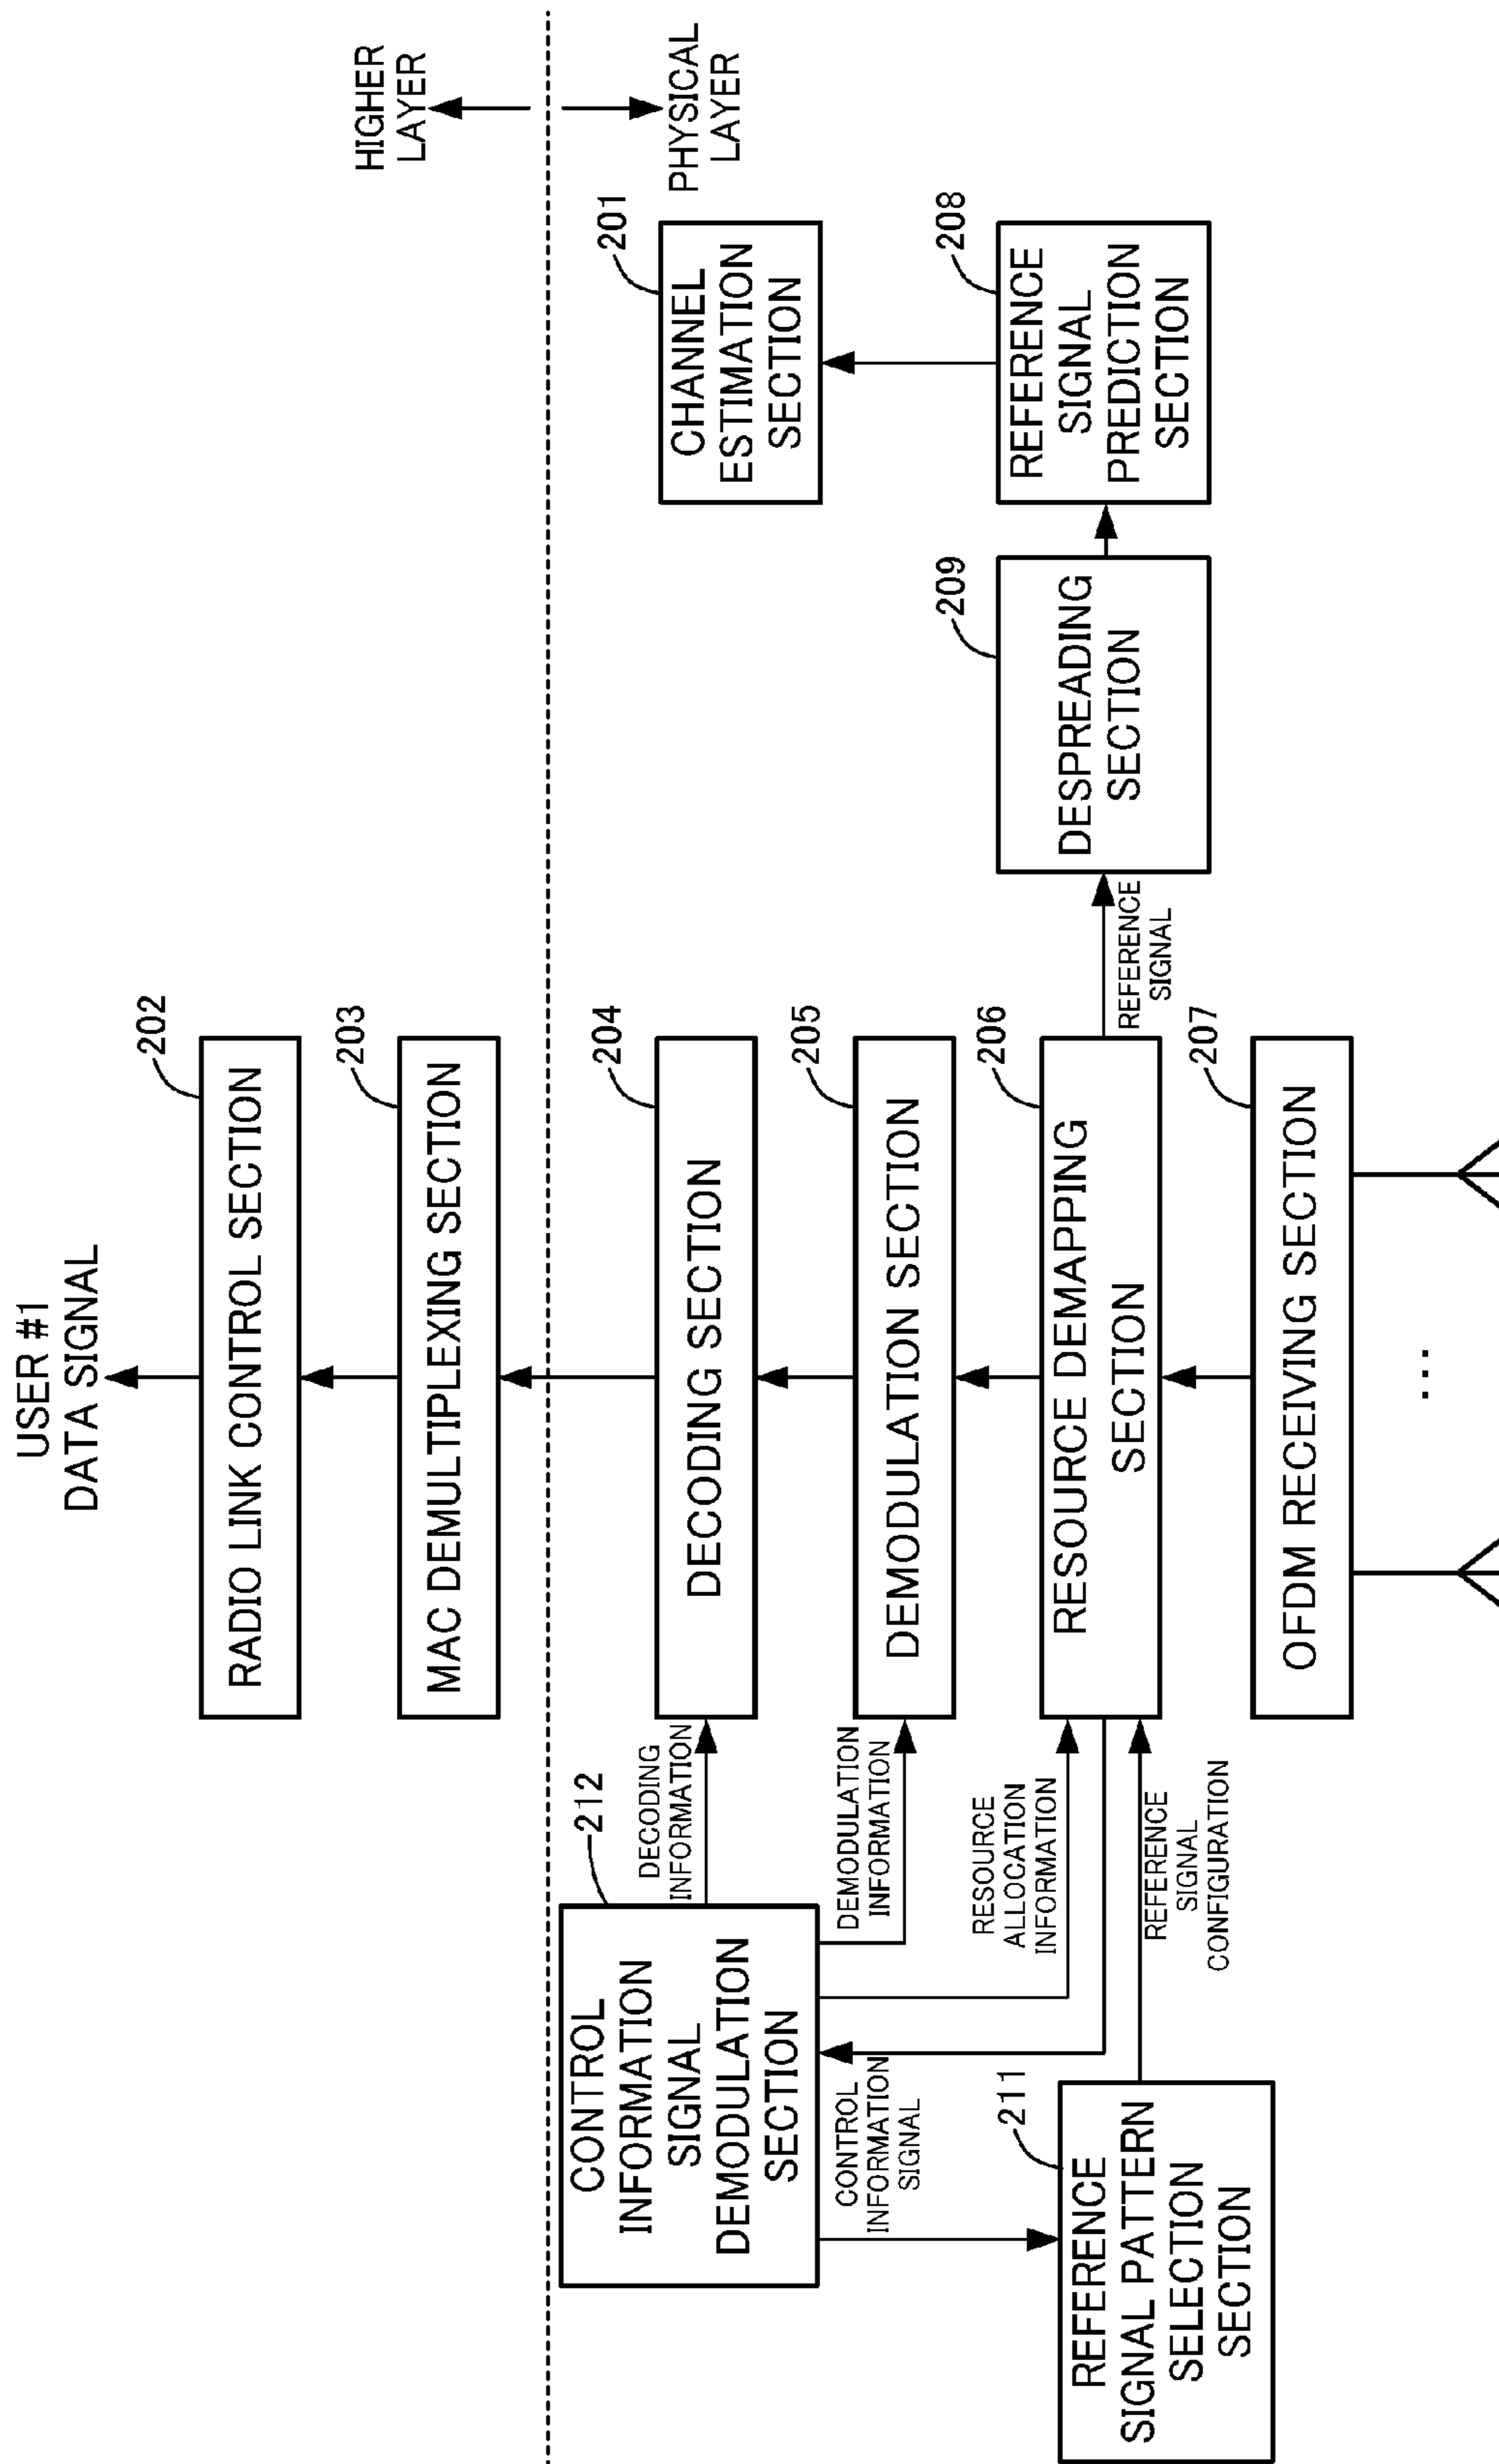 USER #1
DATA SIGNAL
202
RADIO LINK CONTROL SECTION
203
MAC DEMULTIPLEXING SECTION
HIGHER
LAYER
PHYSICAL
LAYER
212
CONTROL
INFORMATION
SIGNAL
DEMODULATION
SECTION
DECODING
INFORMATION
204
DECODING SECTION
201
CHANNEL
ESTIMATION
SECTION
DEMODULATION
INFORMATION
205
DEMODULATION SECTION
CONTROL
INFORMATION
SIGNAL
RESOURCE
ALLOCATION
INFORMATION
206
RESOURCE DEMAPPING
SECTION
REFERENCE
SIGNAL
209
DESPREADING
SECTION
208
REFERENCE
SIGNAL
PREDICTION
SECTION
211
REFERENCE
SIGNAL PATTERN
SELECTION
SECTION
REFERENCE
SIGNAL
CONFIGURATION
207
OFDM RECEIVING SECTION
...